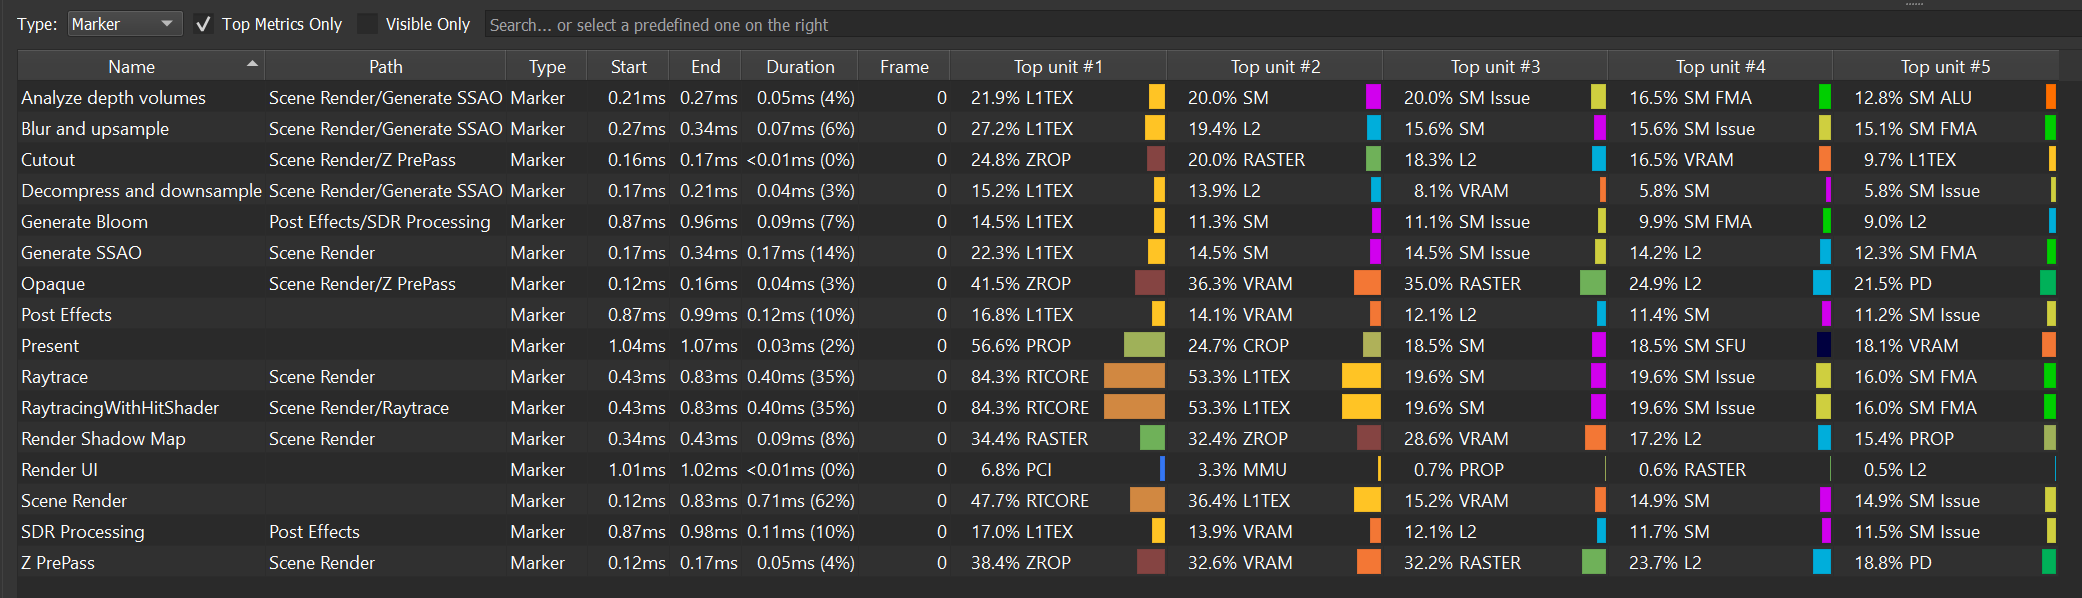 Type: Marker Top Metrics Only Visible Only Search... or select a predefined one on the right
Name Path Type Start End Duration Frame Top unit #1 Top unit #2 Top unit #3 Top unit #4 Top unit #5
Analyze depth volumes Scene Render/Generate SSAO Marker 0.21ms 0.27ms 0.05ms (4%) 0 21.9% L1TEX 20.0% SM 20.0% SM Issue 16.5% SM FMA 12.8% SM ALU
Blur and upsample Scene Render/Generate SSAO Marker 0.27ms 0.34ms 0.07ms (6%) 0 27.2% L1TEX 19.4% L2 15.6% SM 15.6% SM Issue 15.1% SM FMA
Cutout Scene Render/Z PrePass Marker 0.16ms 0.17ms <0.01ms (0%) 0 24.8% ZROP 20.0% RASTER 18.3% L2 16.5% VRAM 9.7% L1TEX
Decompress and downsample Scene Render/Generate SSAO Marker 0.17ms 0.21ms 0.04ms (3%) 0 15.2% L1TEX 13.9% L2 8.1% VRAM 5.8% SM 5.8% SM Issue
Generate Bloom Post Effects/SDR Processing Marker 0.87ms 0.96ms 0.09ms (7%) 0 14.5% L1TEX 11.3% SM 11.1% SM Issue 9.9% SM FMA 9.0% L2
Generate SSAO Scene Render Marker 0.17ms 0.34ms 0.17ms (14%) 0 22.3% L1TEX 14.5% SM 14.5% SM Issue 14.2% L2 12.3% SM FMA
Opaque Scene Render/Z PrePass Marker 0.12ms 0.16ms 0.04ms (3%) 0 41.5% ZROP 36.3% VRAM 35.0% RASTER 24.9% L2 21.5% PD
Post Effects Marker 0.87ms 0.99ms 0.12ms (10%) 0 16.8% L1TEX 14.1% VRAM 12.1% L2 11.4% SM 11.2% SM Issue
Present Marker 1.04ms 1.07ms 0.03ms (2%) 0 56.6% PROP 24.7% CROP 18.5% SM 18.5% SM SFU 18.1% VRAM
Raytrace Scene Render Marker 0.43ms 0.83ms 0.40ms (35%) 0 84.3% RTCORE 53.3% L1TEX 19.6% SM 19.6% SM Issue 16.0% SM FMA
RaytracingWithHitShader Scene Render/Raytrace Marker 0.43ms 0.83ms 0.40ms (35%) 0 84.3% RTCORE 53.3% L1TEX 19.6% SM 19.6% SM Issue 16.0% SM FMA
Render Shadow Map Scene Render Marker 0.34ms 0.43ms 0.09ms (8%) 0 34.4% RASTER 32.4% ZROP 28.6% VRAM 17.2% L2 15.4% PROP
Render UI Marker 1.01ms 1.02ms <0.01ms (0%) 0 6.8% PCI 3.3% MMU 0.7% PROP 0.6% RASTER 0.5% L2
Scene Render Marker 0.12ms 0.83ms 0.71ms (62%) 0 47.7% RTCORE 36.4% L1TEX 15.2% VRAM 14.9% SM 14.9% SM Issue
SDR Processing Post Effects Marker 0.87ms 0.98ms 0.11ms (10%) 0 17.0% L1TEX 13.9% VRAM 12.1% L2 11.7% SM 11.5% SM Issue
Z PrePass Scene Render Marker 0.12ms 0.17ms 0.05ms (4%) 0 38.4% ZROP 32.6% VRAM 32.2% RASTER 23.7% L2 18.8% PD